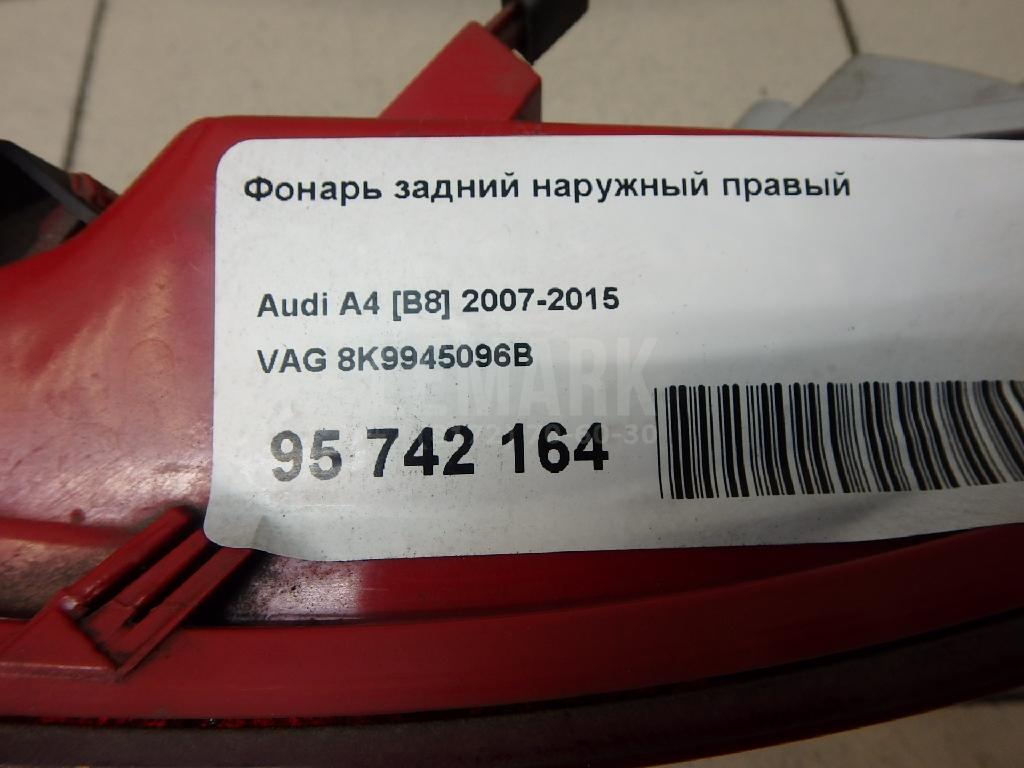 Фонарь задний наружный правый
Audi A4 [B8] 2007-2015
VAG 8K9945096B
95 742 164